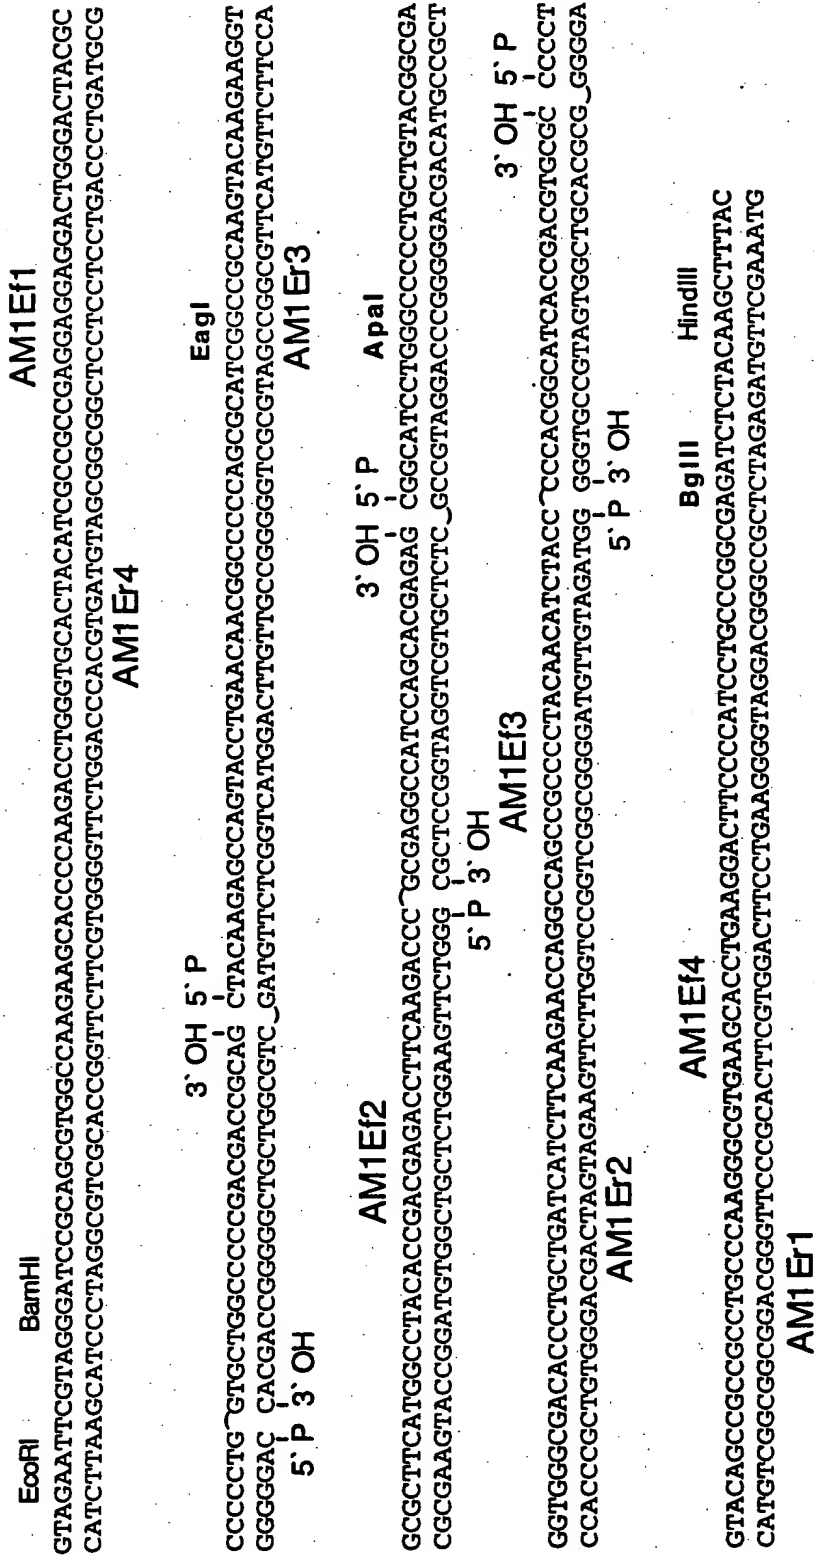 AM1Ef1
EcoRI BamHI
GTAGAATTCGTAGGGATCCGCAGCGTGGCCAAGAAGCACCCCAAGACCTGGGTGCACTACATCGCCGCCGAGGAGGAGGACTGGGACTACGC
CATCTTAAGCATCCCTAGGCGTCGCACCGGTTCTTCGTGGGGTTCTGGACCCACGTGATGTAGCGGCGGCTCCTCCTCCTGACCCTGATGCG
AM1Er4
3` OH 5` P EagI
CCCCCTG GTGCTGGCCCCCGACGACCGCAG CTACAAGAGCCAGTACCTGAACAACGGCCCCCAGCGCATCGGCCGCAAGTACAAGAAGGT
GGGGGAC CACGACCGGGGGCTGCTGGCGTC GATGTTCTCGGTCATGGACTTGTTGCCGGGGGTCGCGTAGCCGGCGTTCATGTTCTTCCA
5` P 3` OH AM1Er3
AM1Ef2 3` OH 5` P ApaI
GCGCTTCATGGCCTACACCGACGAGACCTTCAAGACCC GCGAGGCCATCCAGCACGAGAG CGGCATCCTGGGCCCCCTGCTGTACGGCGA
CGCGAAGTACCGGATGTGGCTGCTCTGGAAGTTCTGGG CGCTCCGGTAGGTCGTGCTCTC GCCGTAGGACCCGGGGGACGACATGCCGCT
5` P 3` OH
AM1Ef3 3` OH 5` P
GGTGGGCGACACCCTGCTGATCATCTTCAAGAACCAGGCCAGCCGCCCCTACAACATCTACC CCCACGGCATCACCGACGTGCGC CCCCT
CCACCCGCTGTGGGACGACTAGTAGAAGTTCTTGGTCCGGTCGGCGGGGATGTTGTAGATGG GGGTGCCGTAGTGGCTGCACGCG GGGGA
AM1Er2 5` P 3` OH
AM1Ef4 BglII HindIII
GTACAGCCGCCGCCTGCCCAAGGGCGTGAAGCACCTGAAGGACTTCCCCATCCTGCCCGGCGAGATCTCTACAAGCTTTAC
CATGTCGGCGGCGGACGGGTTCCCGCACTTCGTGGACTTCCTGAAGGGGTAGGACGGGCCGCTCTAGAGATGTTCGAAATG
AM1Er1